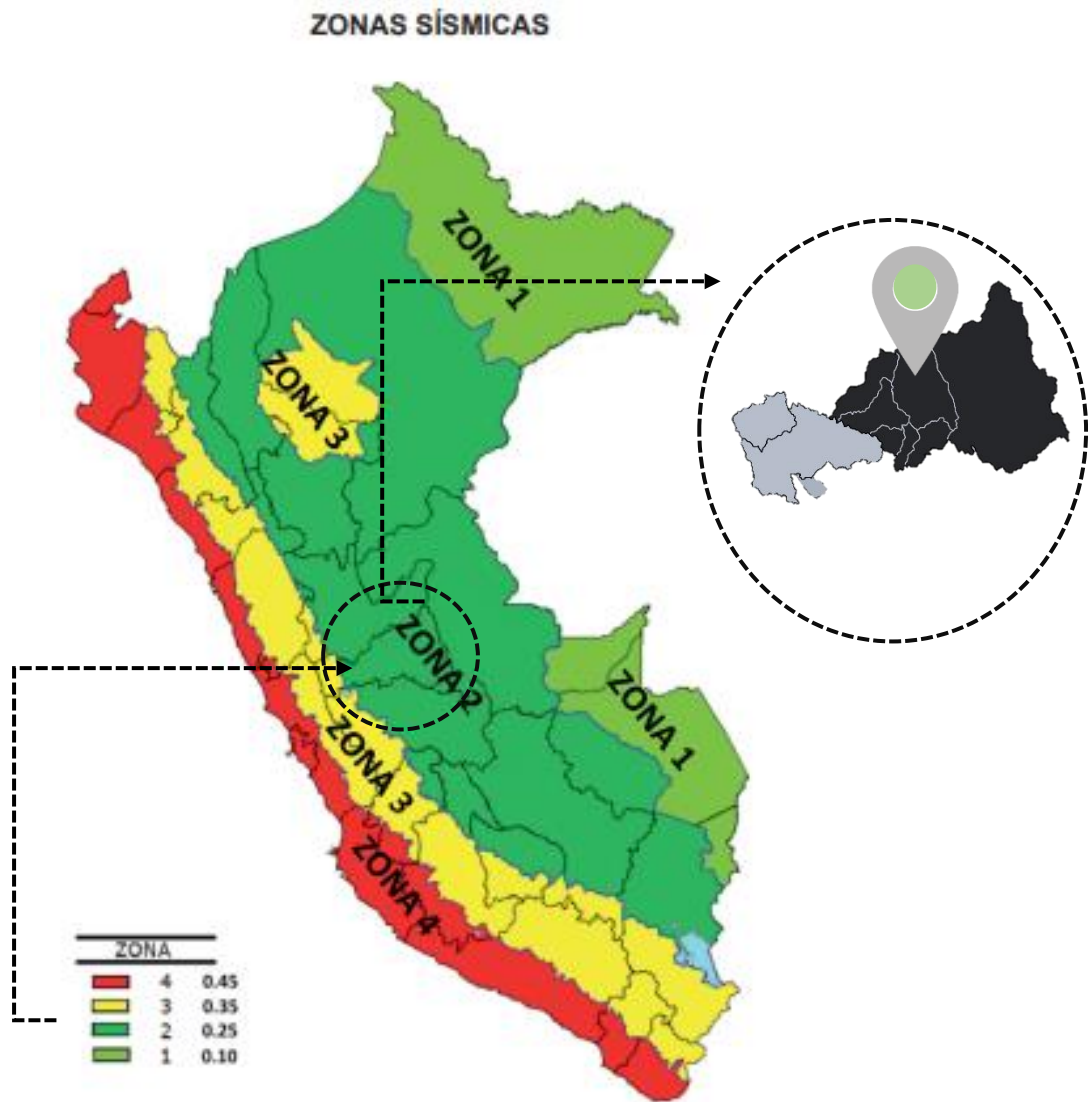 ZONAS SÍSMICAS
ZONA 1
ZONA 3
ZONA 2
ZONA 1
ZONA 3
ZONA 4
ZONA
4 0.45
3 0.35
2 0.25
1 0.10